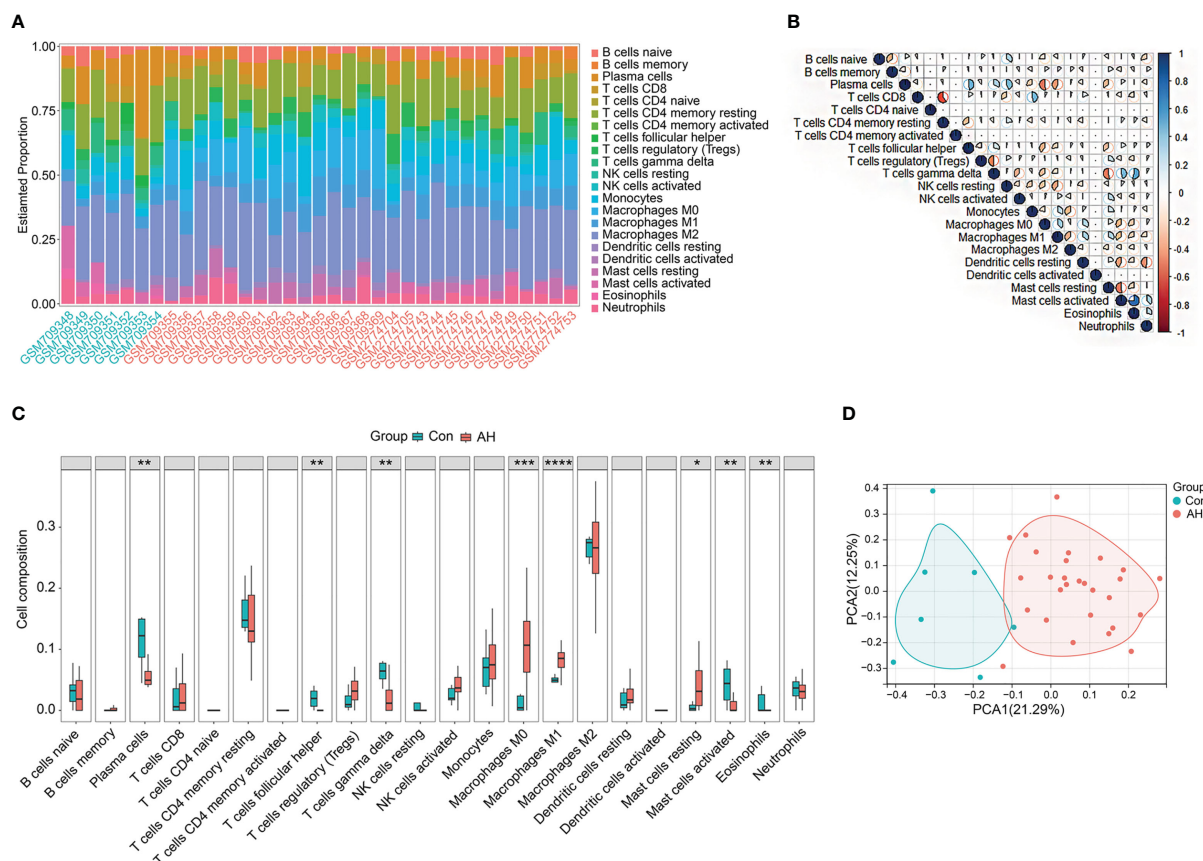 A
1.00
0.75
0.50
0.25
0.00
Estiamted Proportion
GSM709348
GSM709349
GSM709350
GSM709351
GSM709352
GSM709353
GSM709354
GSM709355
GSM709356
GSM709357
GSM709358
GSM709359
GSM709360
GSM709361
GSM709362
GSM709363
GSM709364
GSM709365
GSM709366
GSM709367
GSM709368
GSM709369
GSM2774704
GSM2774705
GSM2774743
GSM2774744
GSM2774745
GSM2774746
GSM2774747
GSM2774748
GSM2774749
GSM2774750
GSM2774751
GSM2774752
GSM2774753
B cells naive
B cells memory
Plasma cells
T cells CD8
T cells CD4 naive
T cells CD4 memory resting
T cells CD4 memory activated
T cells follicular helper
T cells regulatory (Tregs)
T cells gamma delta
NK cells resting
NK cells activated
Monocytes
Macrophages M0
Macrophages M1
Macrophages M2
Dendritic cells resting
Dendritic cells activated
Mast cells resting
Mast cells activated
Eosinophils
Neutrophils
B
B cells naive
B cells memory
Plasma cells
T cells CD8
T cells CD4 naive
T cells CD4 memory resting
T cells CD4 memory activated
T cells follicular helper
T cells regulatory (Tregs)
T cells gamma delta
NK cells resting
NK cells activated
Monocytes
Macrophages M0
Macrophages M1
Macrophages M2
Dendritic cells resting
Dendritic cells activated
Mast cells resting
Mast cells activated
Eosinophils
Neutrophils
1
0.8
0.6
0.4
0.2
0
-0.2
-0.4
-0.6
-0.8
-1
C
Group Con AH
** ** ** *** **** * ** **
Cell composition
0.3
0.2
0.1
0.0
B cells naive
B cells memory
Plasma cells
T cells CD8
T cells CD4 naive
T cells CD4 memory resting
T cells CD4 memory activated
T cells follicular helper
T cells regulatory (Tregs)
T cells gamma delta
NK cells resting
NK cells activated
Monocytes
Macrophages M0
Macrophages M1
Macrophages M2
Dendritic cells resting
Dendritic cells activated
Mast cells resting
Mast cells activated
Eosinophils
Neutrophils
D
Group
Con
AH
PCA2(12.25%)
0.4
0.3
0.2
0.1
0.0
−0.1
−0.2
−0.3
−0.4 −0.3 −0.2 −0.1 0.0 0.1 0.2
PCA1(21.29%)